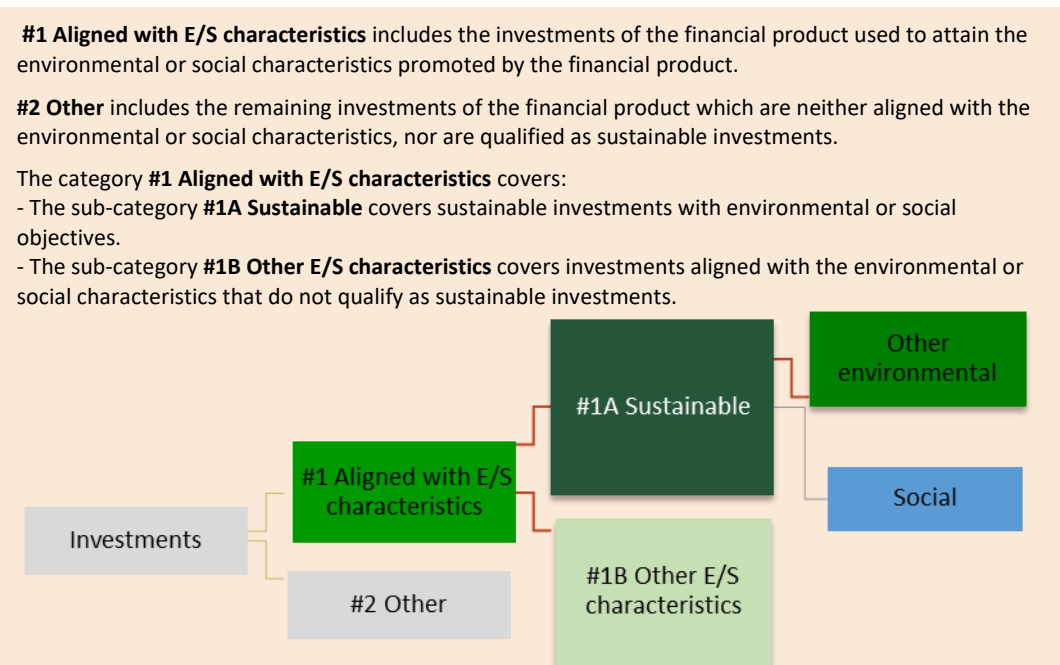 #1 Aligned with E/S characteristics includes the investments of the financial product used to attain the
environmental or social characteristics promoted by the financial product.
#2 Other includes the remaining investments of the financial product which are neither aligned with the
environmental or social characteristics, nor are qualified as sustainable investments.
The category #1 Aligned with E/S characteristics covers:
- The sub-category #1A Sustainable covers sustainable investments with environmental or social
objectives.
- The sub-category #1B Other E/S characteristics covers investments aligned with the environmental or
social characteristics that do not qualify as sustainable investments.
Investments
#1 Aligned with E/S
characteristics
#2 Other
#1A Sustainable
#1B Other E/S
characteristics
Other
environmental
Social